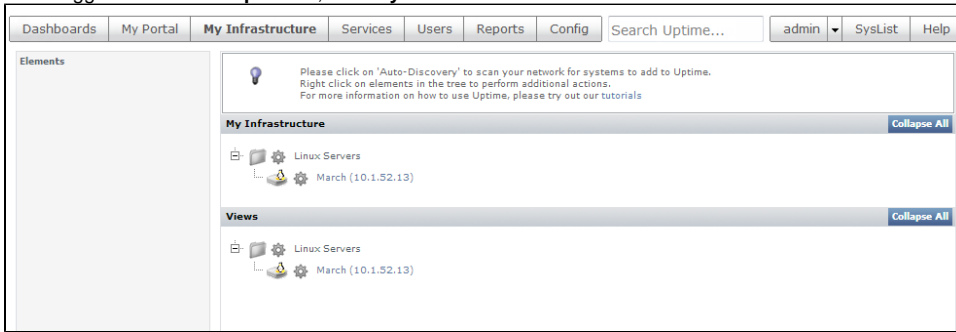 Dashboards My Portal My Infrastructure Services Users Reports Config Search Uptime... admin SysList Help
Elements
Please click on 'Auto-Discovery' to scan your network for systems to add to Uptime.
Right click on elements in the tree to perform additional actions.
For more information on how to use Uptime, please try out our tutorials
My Infrastructure Collapse All
Linux Servers
March (10.1.52.13)
Views Collapse All
Linux Servers
March (10.1.52.13)